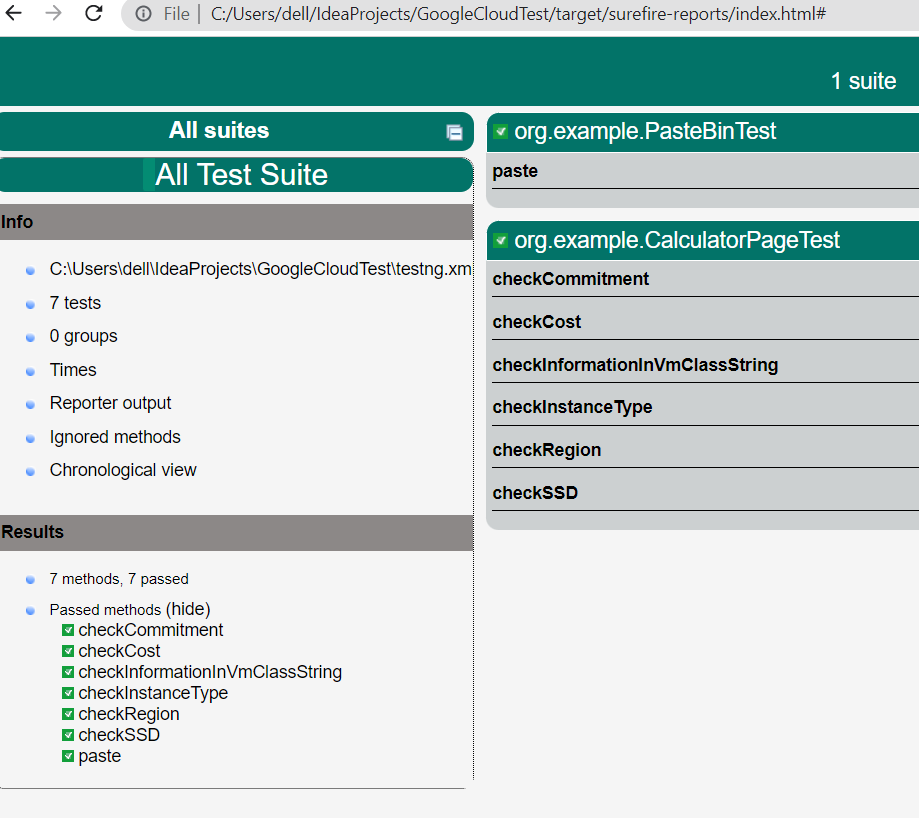 File | C:/Users/dell/IdeaProjects/GoogleCloudTest/target/surefire-reports/index.html#
1 suite
All suites
All Test Suite
Info
C:\Users\dell\IdeaProjects\GoogleCloudTest\testng.xm
7 tests
0 groups
Times
Reporter output
Ignored methods
Chronological view
Results
7 methods, 7 passed
Passed methods (hide)
checkCommitment
checkCost
checkInformationInVmClassString
checkInstanceType
checkRegion
checkSSD
paste
org.example.PasteBinTest
paste
org.example.CalculatorPageTest
checkCommitment
checkCost
checkInformationInVmClassString
checkInstanceType
checkRegion
checkSSD